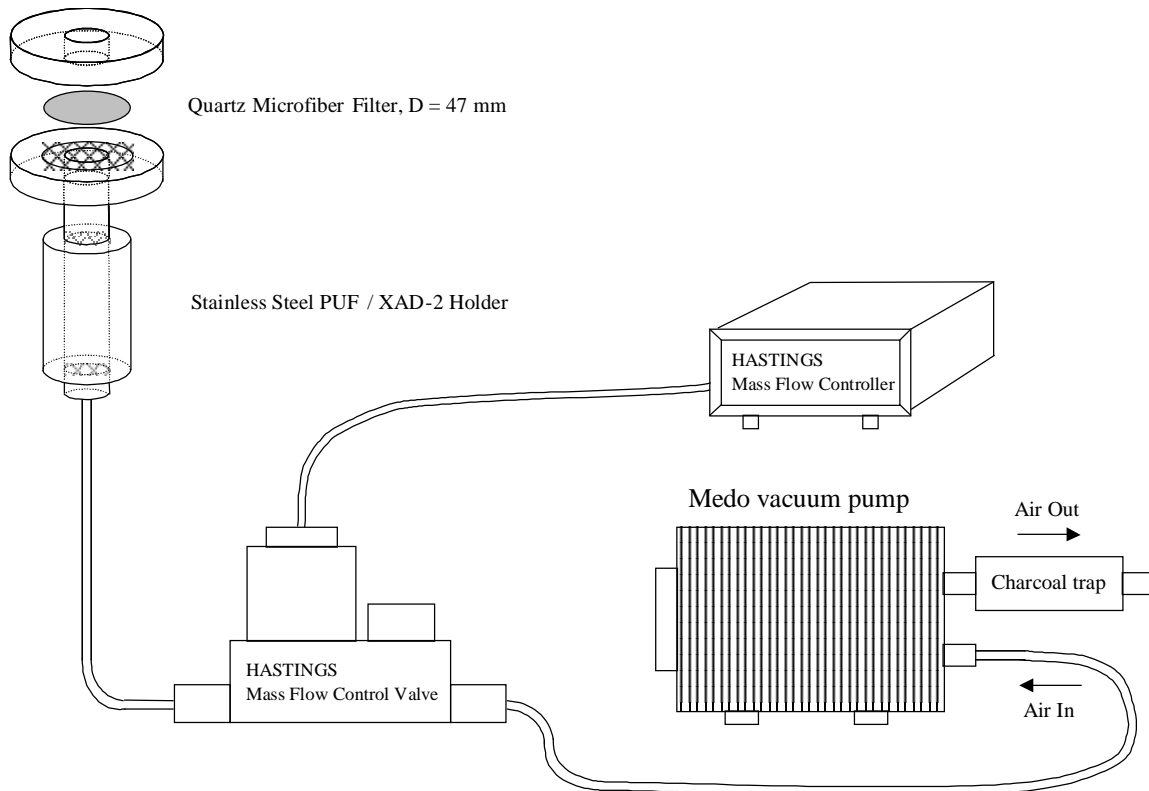 Quartz Microfiber Filter, D = 47 mm
Stainless Steel PUF / XAD-2 Holder
HASTINGS
Mass Flow Controller
Medo vacuum pump
Air Out
Charcoal trap
HASTINGS
Mass Flow Control Valve
Air In